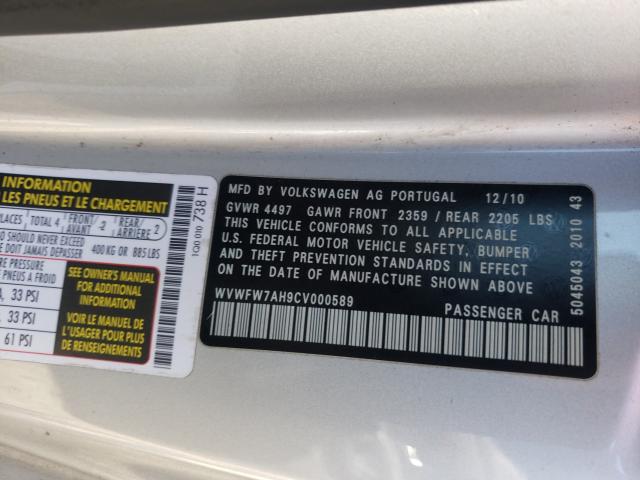 INFORMATION
LES PNEUS ET LE CHARGEMENT
PLACES TOTAL 4 FRONT/AVANT 2 REAR/ARRIÈRE 2
D SHOULD NEVER EXCEED
E DOIT JAMAIS DEPASSER
400 KG OR 885 LBS
E PRESSURE
PNEUS A FROID
33 PSI
33 PSI
61 PSI
SEE OWNER'S
MANUAL FOR
ADDITIONAL
INFORMATION
VOIR LE MANUEL DE
L'USAGER POUR PLUS
DE RENSEIGNEMENTS
1Q0 010 738 H
MFD BY VOLKSWAGEN AG PORTUGAL 12/10
GVWR 4497 GAWR FRONT 2359 / REAR 2205 LBS
THIS VEHICLE CONFORMS TO ALL APPLICABLE
U.S. FEDERAL MOTOR VEHICLE SAFETY, BUMPER
AND THEFT PREVENTION STANDARDS IN EFFECT
ON THE DATE OF MANUFACTURE SHOWN ABOVE
WVWFW7AH9CV000589 PASSENGER CAR
5045043 2010 43